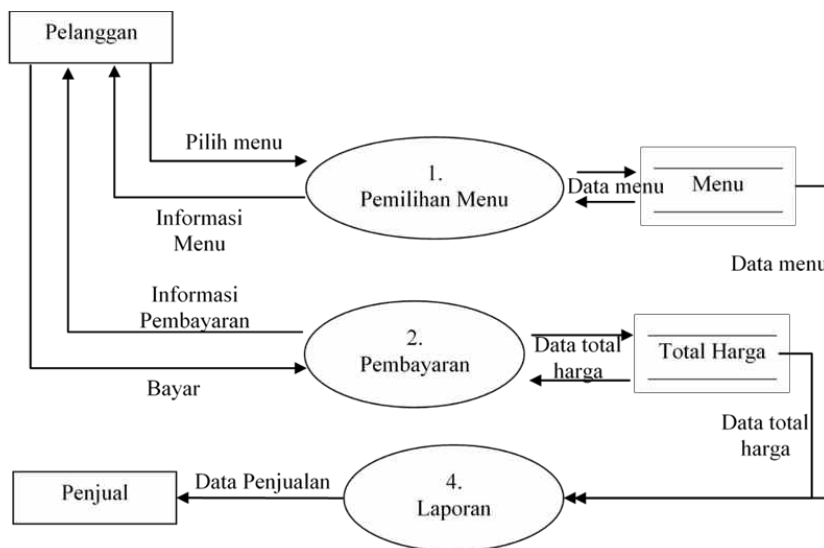 Pelanggan
Pilih menu
1.
Pemilihan Menu
Data menu
Menu
Informasi
Menu
Data menu
Informasi
Pembayaran
2.
Pembayaran
Data total
harga
Total Harga
Bayar
Data total
harga
4.
Laporan
Data Penjualan
Penjual